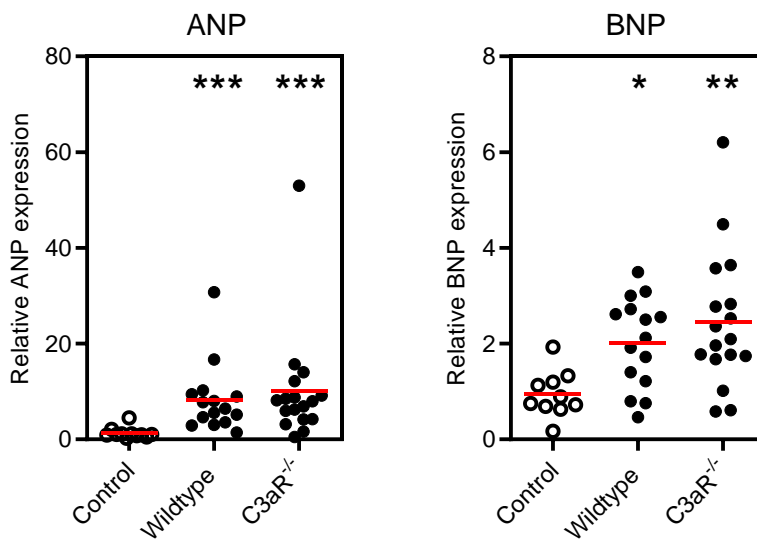 ANP
Relative ANP expression
80
60
40
20
0
***
***
Control
Wildtype
C3aR-/-
BNP
Relative BNP expression
8
6
4
2
0
*
**
Control
Wildtype
C3aR-/-